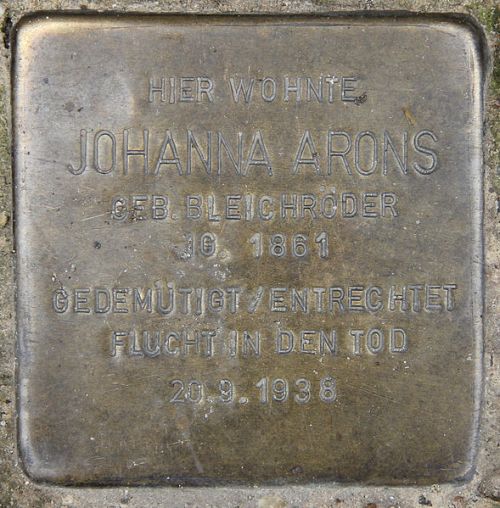 HIER WOHNTE
JOHANNA ARONS
GEB. BLEICHRÖDER
JG. 1861
GEDEMÜTIGT / ENTRECHTET
FLUCHT IN DEN TOD
20.9.1938